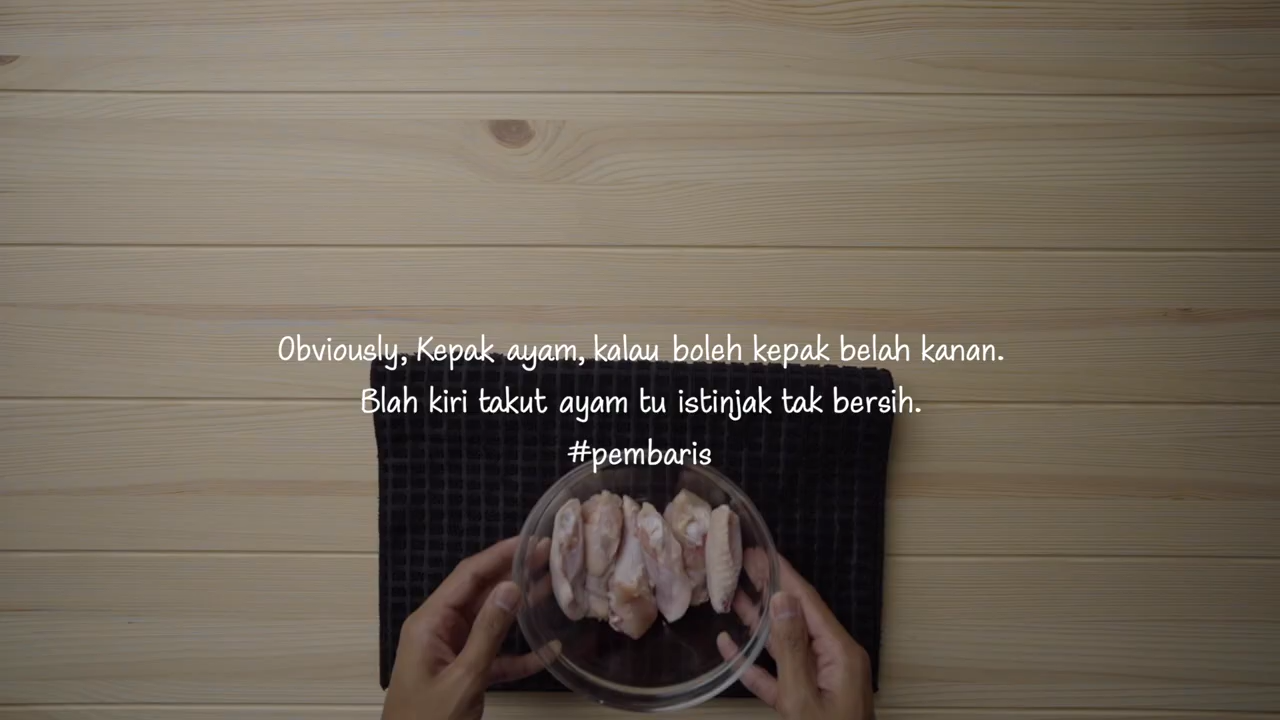 Obviously, Kepak ayam, kalau boleh kepak belah kanan.
Blah kiri takut ayam tu istinjak tak bersih.
#pembaris